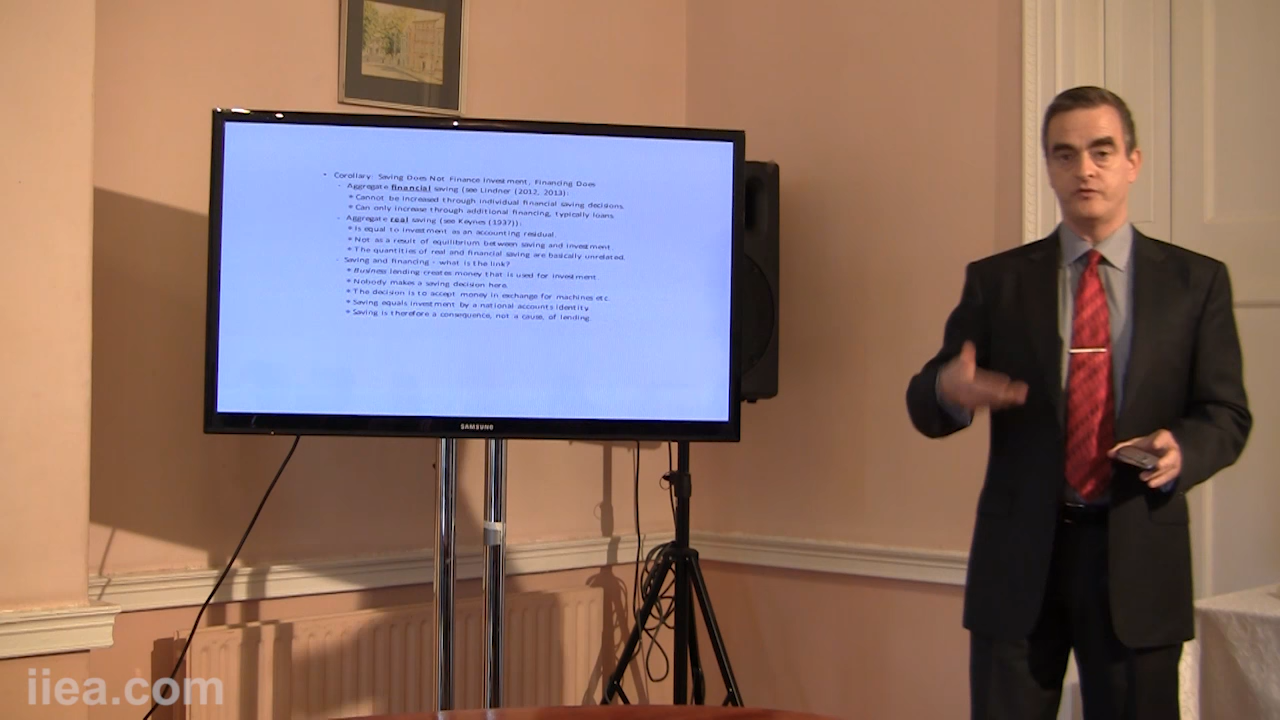 • Corollary: Saving Does Not Finance Investment, Financing Does
- Aggregate financial saving (see Lindner (2012, 2013):
* Cannot be increased through individual financial saving decisions.
* Can only increase through additional financing, typically loans.
- Aggregate real saving (see Keynes (1937)):
* Is equal to investment as an accounting residual.
* Not as a result of equilibrium between saving and investment.
* The quantities of real and financial saving are basically unrelated.
- Saving and financing - what is the link?
* Business lending creates money that is used for investment.
* Nobody makes a saving decision here.
* The decision is to accept money in exchange for machines etc.
* Saving equals investment by a national accounts identity
* Saving is therefore a consequence, not a cause, of lending.
SAMSUNG
iiea.com